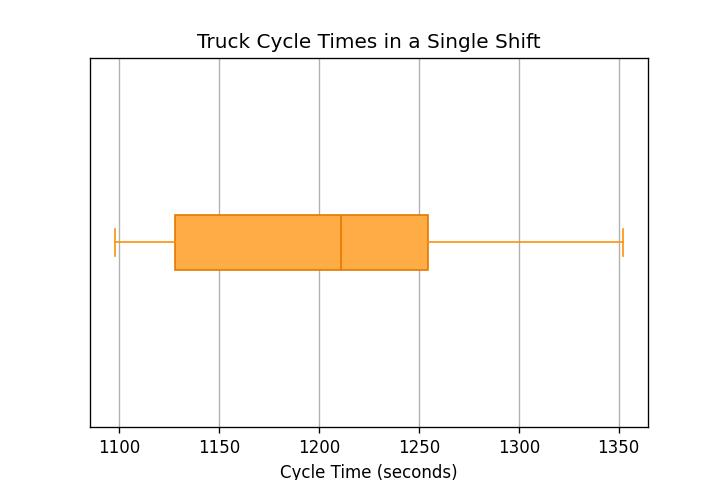 Truck Cycle Times in a Single Shift
1100 1150 1200 1250 1300 1350
Cycle Time (seconds)